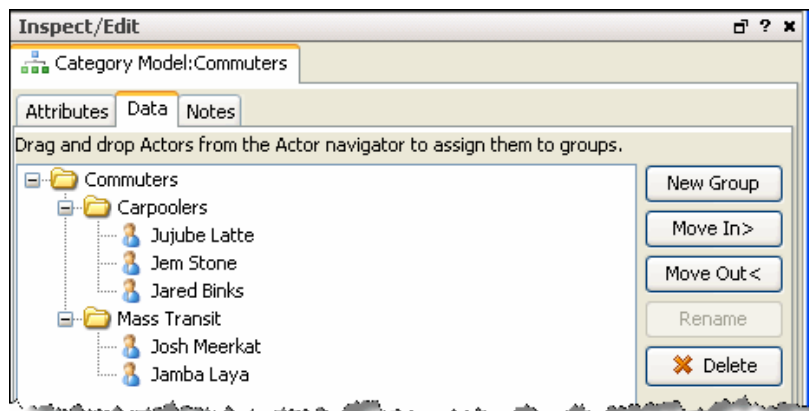 Inspect/Edit
Category Model:Commuters
Attributes Data Notes
Drag and drop Actors from the Actor navigator to assign them to groups.
Commuters
Carpoolers
Jujube Latte
Jem Stone
Jared Binks
Mass Transit
Josh Meerkat
Jamba Laya
New Group
Move In>
Move Out<
Rename
Delete